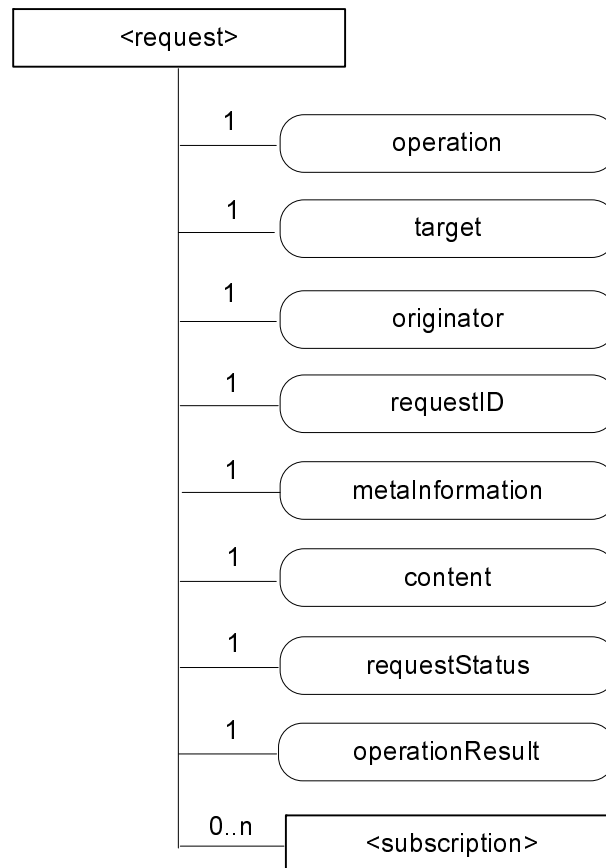 <request>
1
operation
1
target
1
originator
1
requestID
1
metaInformation
1
content
1
requestStatus
1
operationResult
0..n
<subscription>